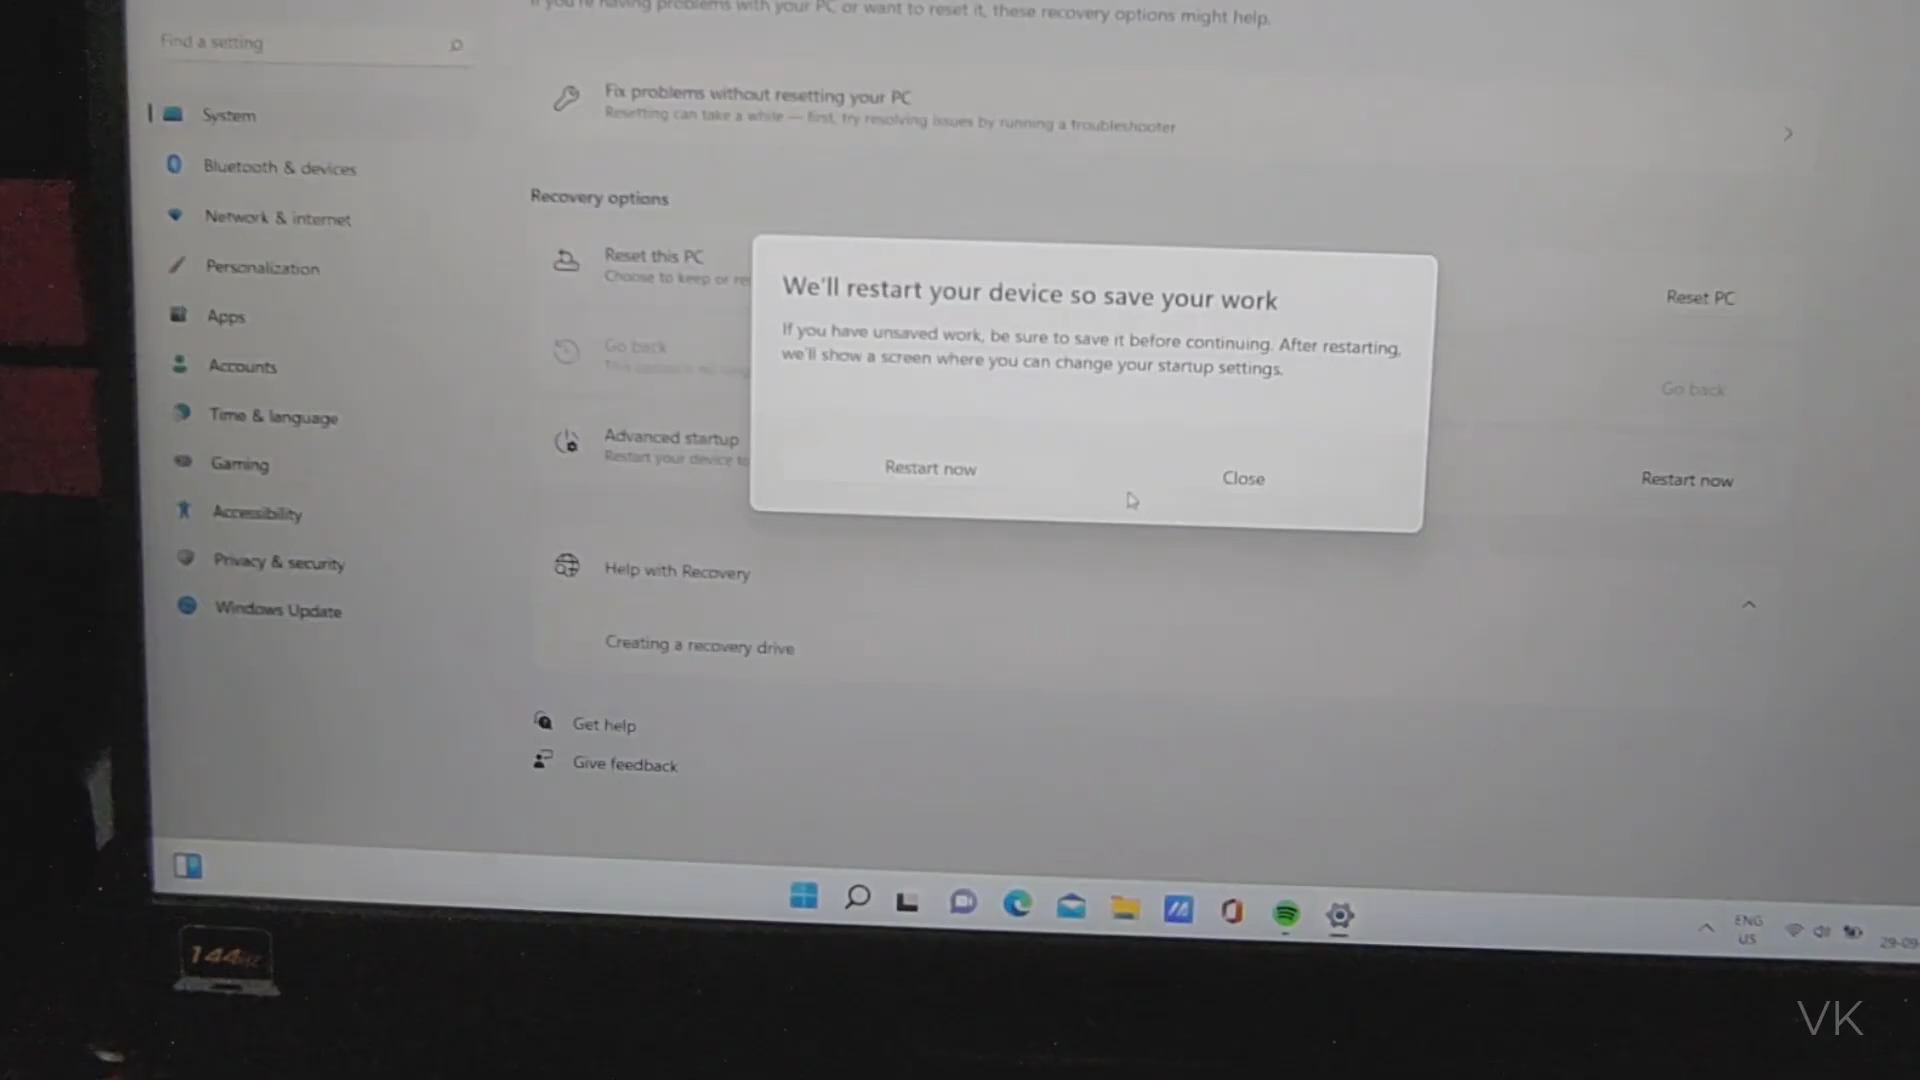 If you're having problems with your PC or want to reset it, these recovery options might help.
Find a setting
Fix problems without resetting your PC
Resetting can take a while — first, try resolving issues by running a troubleshooter
System
Bluetooth & devices
Recovery options
Network & internet
Reset this PC
Choose to keep or re
Personalization
We'll restart your device so save your work
Reset PC
If you have unsaved work, be sure to save it before continuing. After restarting,
we'll show a screen where you can change your startup settings.
Apps
Go back
Accounts
Go back
Time & language
Advanced startup
Restart your device to
Restart now
Close
Restart now
Gaming
Accessibility
Privacy & security
Help with Recovery
Windows Update
Creating a recovery drive
Get help
Give feedback
ENG
US
29-09
144Hz
VK